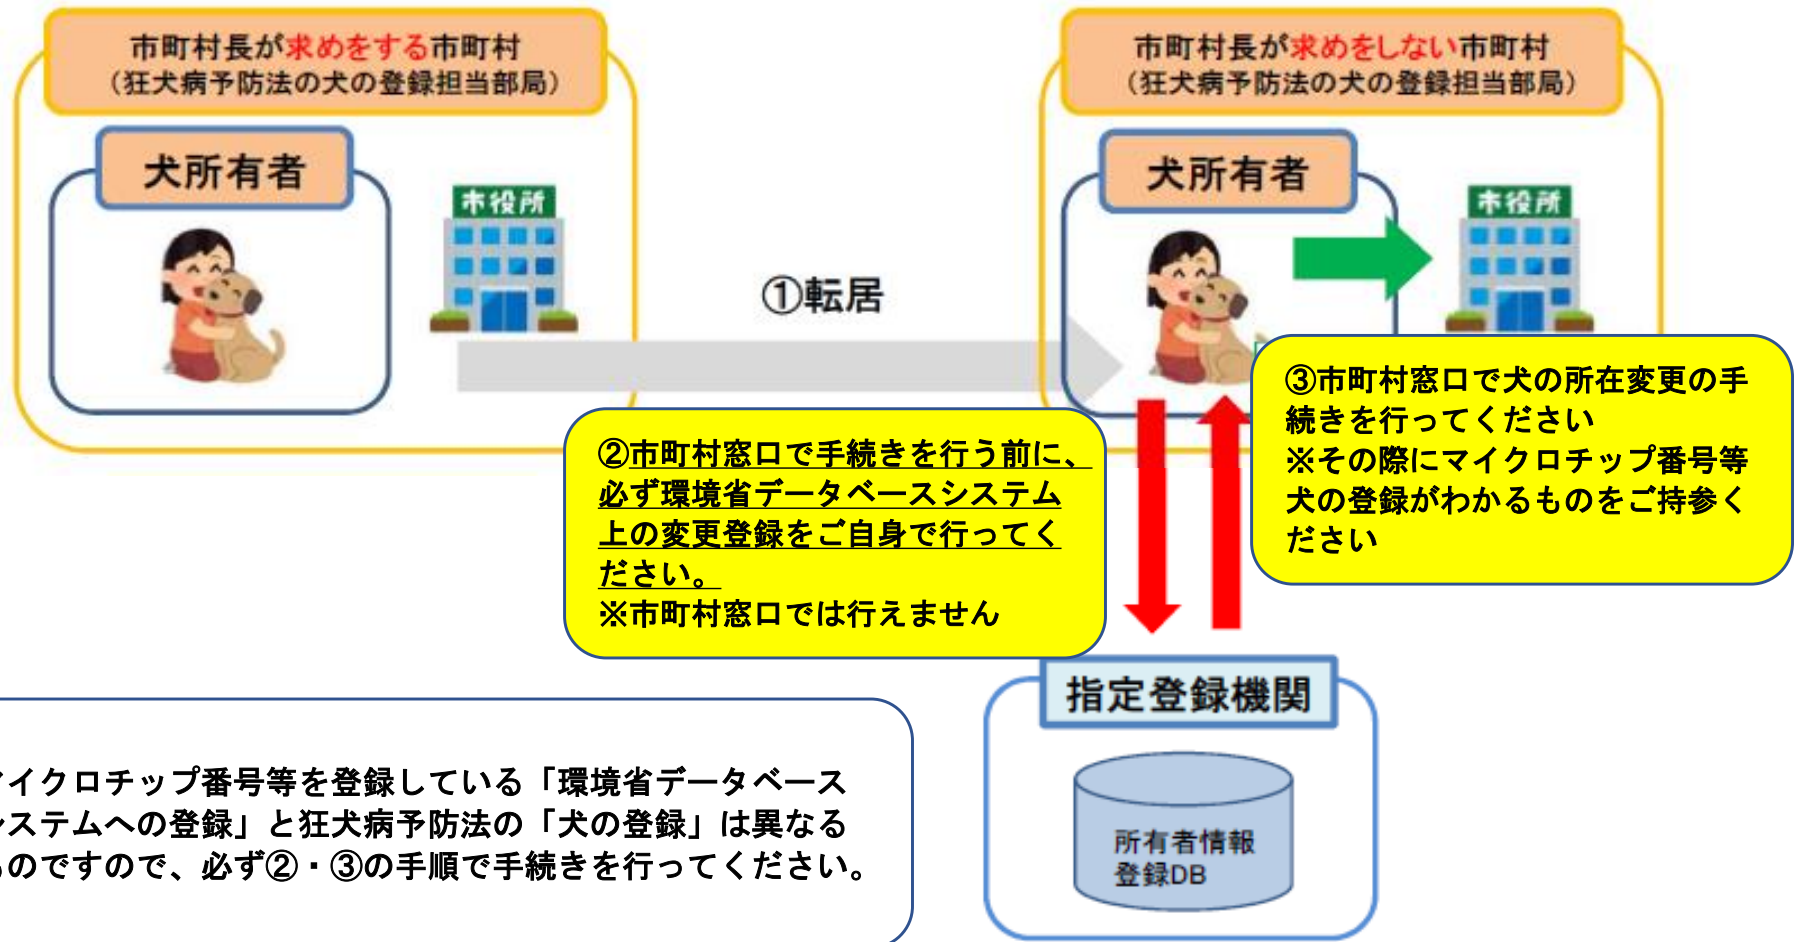 市町村長が求めをする市町村
（狂犬病予防法の犬の登録担当部局）
犬所有者
市役所
①転居
市町村長が求めをしない市町村
（狂犬病予防法の犬の登録担当部局）
犬所有者
市役所
②市町村窓口で手続きを行う前に、
必ず環境省データベースシステム
上の変更登録をご自身で行ってく
ださい。
※市町村窓口では行えません
③市町村窓口で犬の所在変更の手
続きを行ってください
※その際にマイクロチップ番号等
犬の登録がわかるものをご持参く
ださい
指定登録機関
所有者情報
登録DB
マイクロチップ番号等を登録している「環境省データベース
システムへの登録」と狂犬病予防法の「犬の登録」は異なる
ものですので、必ず②・③の手順で手続きを行ってください。